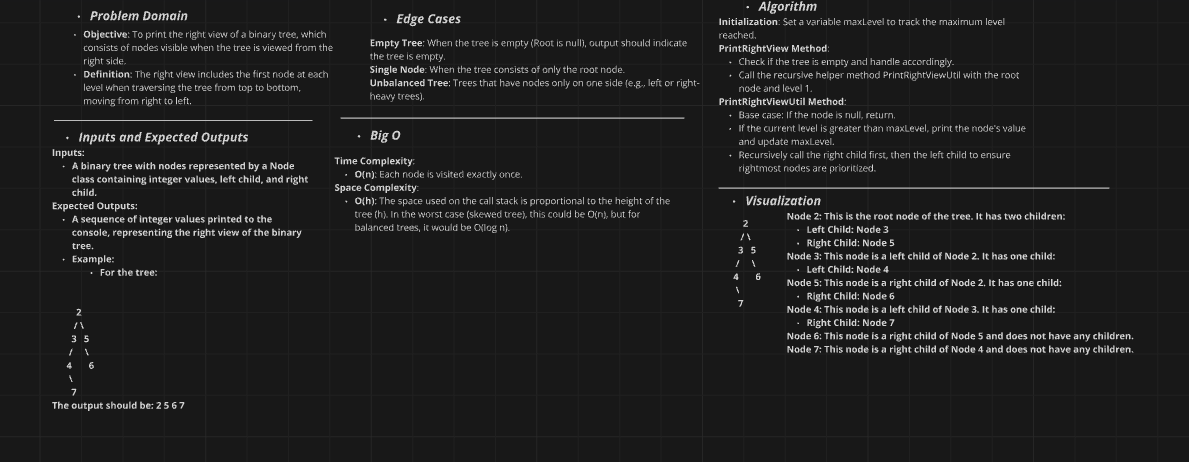 • Problem Domain
• Objective: To print the right view of a binary tree, which
consists of nodes visible when the tree is viewed from the
right side.
• Definition: The right view includes the first node at each
level when traversing the tree from top to bottom,
moving from right to left.
• Inputs and Expected Outputs
Inputs:
• A binary tree with nodes represented by a Node
class containing integer values, left child, and right
child.
Expected Outputs:
• A sequence of integer values printed to the
console, representing the right view of the binary
tree.
• Example:
• For the tree:
2
/ \
3 5
/ \
4 6
\
7
The output should be: 2 5 6 7
• Edge Cases
Empty Tree: When the tree is empty (Root is null), output should indicate
the tree is empty.
Single Node: When the tree consists of only the root node.
Unbalanced Tree: Trees that have nodes only on one side (e.g., left or right-
heavy trees).
• Big O
Time Complexity:
• O(n): Each node is visited exactly once.
Space Complexity:
• O(h): The space used on the call stack is proportional to the height of the
tree (h). In the worst case (skewed tree), this could be O(n), but for
balanced trees, it would be O(log n).
• Algorithm
Initialization: Set a variable maxLevel to track the maximum level
reached.
PrintRightView Method:
• Check if the tree is empty and handle accordingly.
• Call the recursive helper method PrintRightViewUtil with the root
node and level 1.
PrintRightViewUtil Method:
• Base case: If the node is null, return.
• If the current level is greater than maxLevel, print the node's value
and update maxLevel.
• Recursively call the right child first, then the left child to ensure
rightmost nodes are prioritized.
• Visualization
2
/ \
3 5
/ \
4 6
\
7
Node 2: This is the root node of the tree. It has two children:
• Left Child: Node 3
• Right Child: Node 5
Node 3: This node is a left child of Node 2. It has one child:
• Left Child: Node 4
Node 5: This node is a right child of Node 2. It has one child:
• Right Child: Node 6
Node 4: This node is a left child of Node 3. It has one child:
• Right Child: Node 7
Node 6: This node is a right child of Node 5 and does not have any children.
Node 7: This node is a right child of Node 4 and does not have any children.